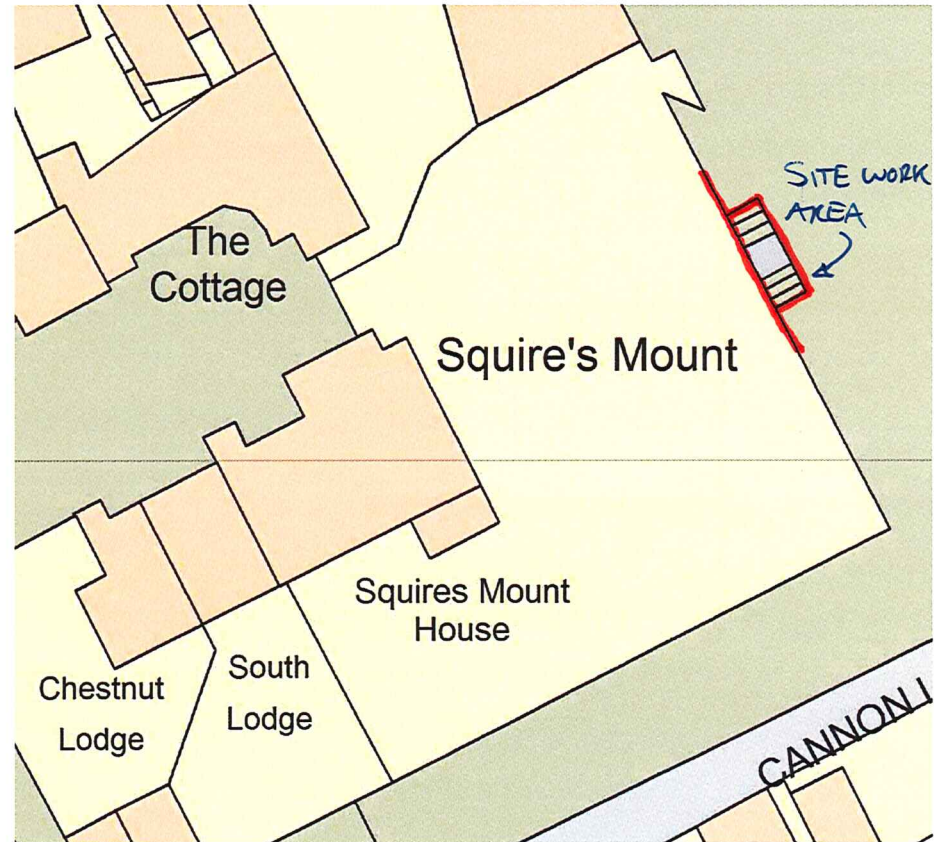 SITE WORK
AREA
The
Cottage
Squire's Mount
Squires Mount
House
South
Lodge
Chestnut
Lodge
CANNON